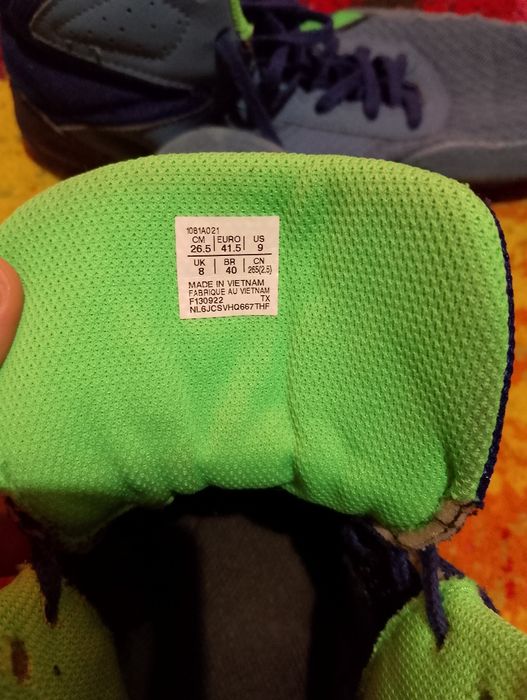 1081A021
CM EURO US
26.5 41.5 9
UK BR CN
8 40 265(2.5)
MADE IN VIETNAM
FABRIQUE AU VIETNAM
F130922 TX
NL6JCSVHQ667THF